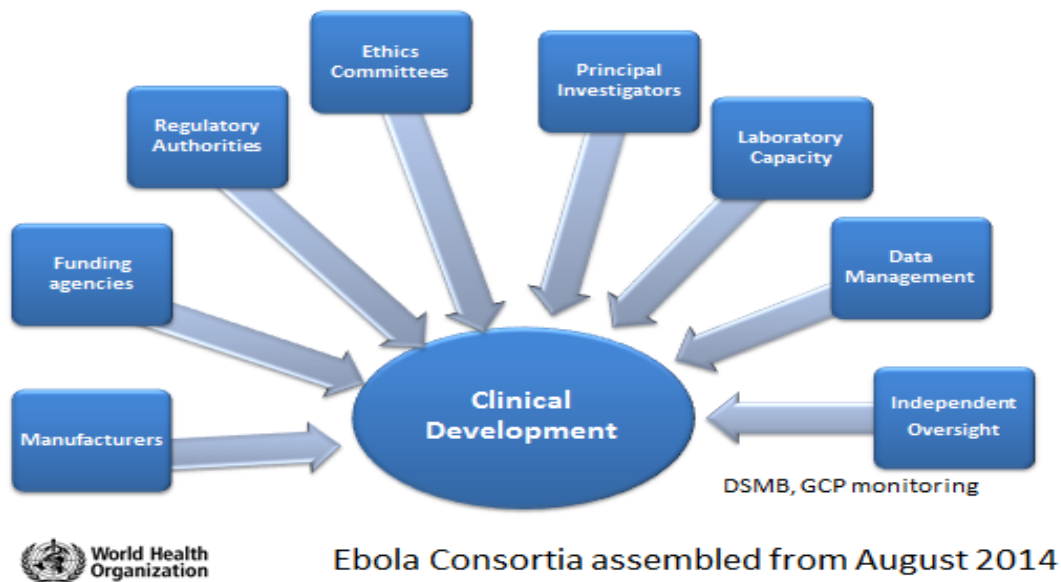 Ethics
Committees
Principal
Investigators
Regulatory
Authorities
Laboratory
Capacity
Funding
agencies
Data
Management
Manufacturers
Clinical
Development
Independent
Oversight
DSMB, GCP monitoring
World Health
Organization
Ebola Consortia assembled from August 2014